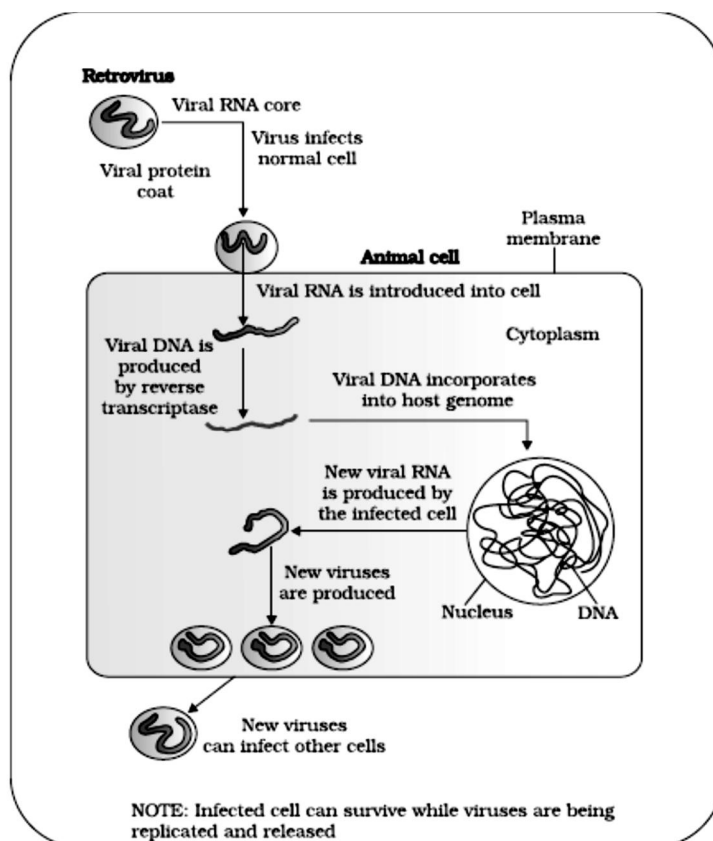 Retrovirus
Viral RNA core
Virus infects
normal cell
Viral protein
coat
Plasma
membrane
Animal cell
Viral RNA is introduced into cell
Cytoplasm
Viral DNA is
produced
by reverse
transcriptase
Viral DNA incorporates
into host genome
New viral RNA
is produced by
the infected cell
New viruses
are produced
Nucleus
DNA
New viruses
can infect other cells
NOTE: Infected cell can survive while viruses are being
replicated and released